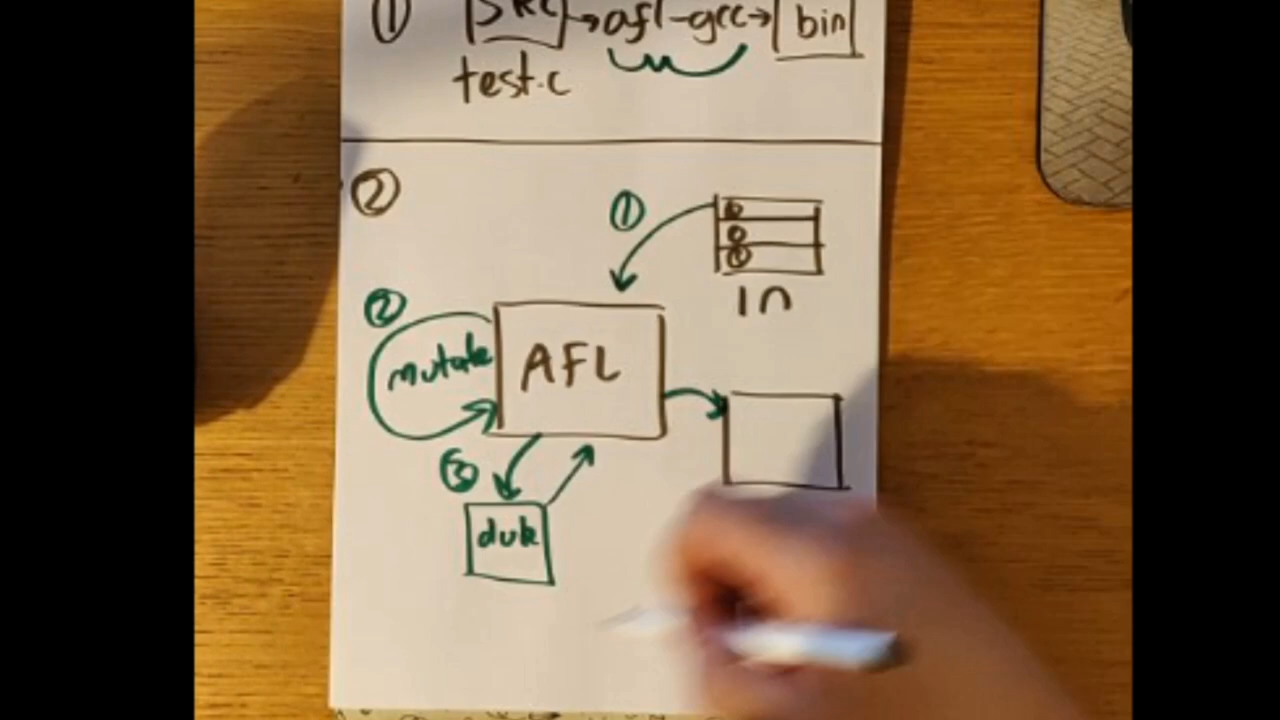 ① SRC → afl-gcc → bin
test.c
②
①
in
②
mutate
AFL
③
duk